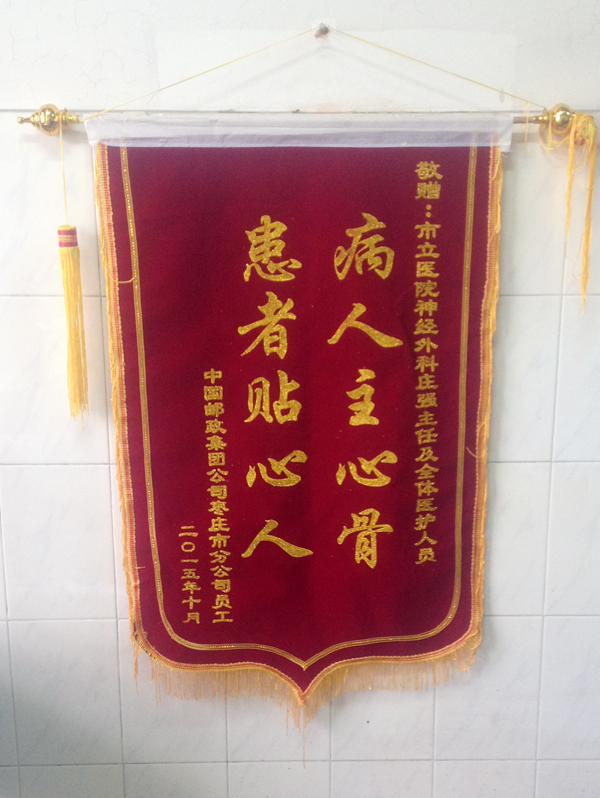 敬赠：市立医院神经外科庄强主任及全体医护人员
病人主心骨
患者贴心人
中国邮政集团公司枣庄市分公司员工
二〇一五年十月